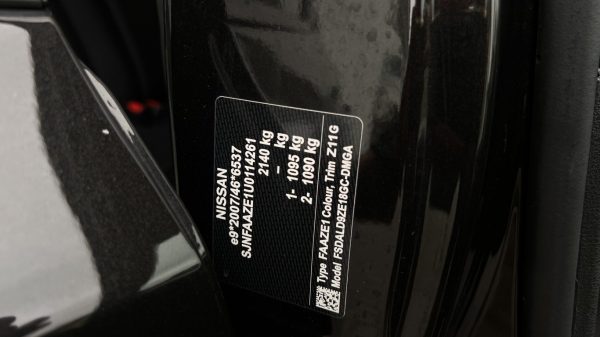 NISSAN
e9*2007/46*6537
SJNFAAZE1U0114261
2140 kg
- kg
1- 1095 kg
2- 1090 kg
Type FAAZE1 Colour, Trim Z11G
Model FSDALD9ZE18GC-DMGA